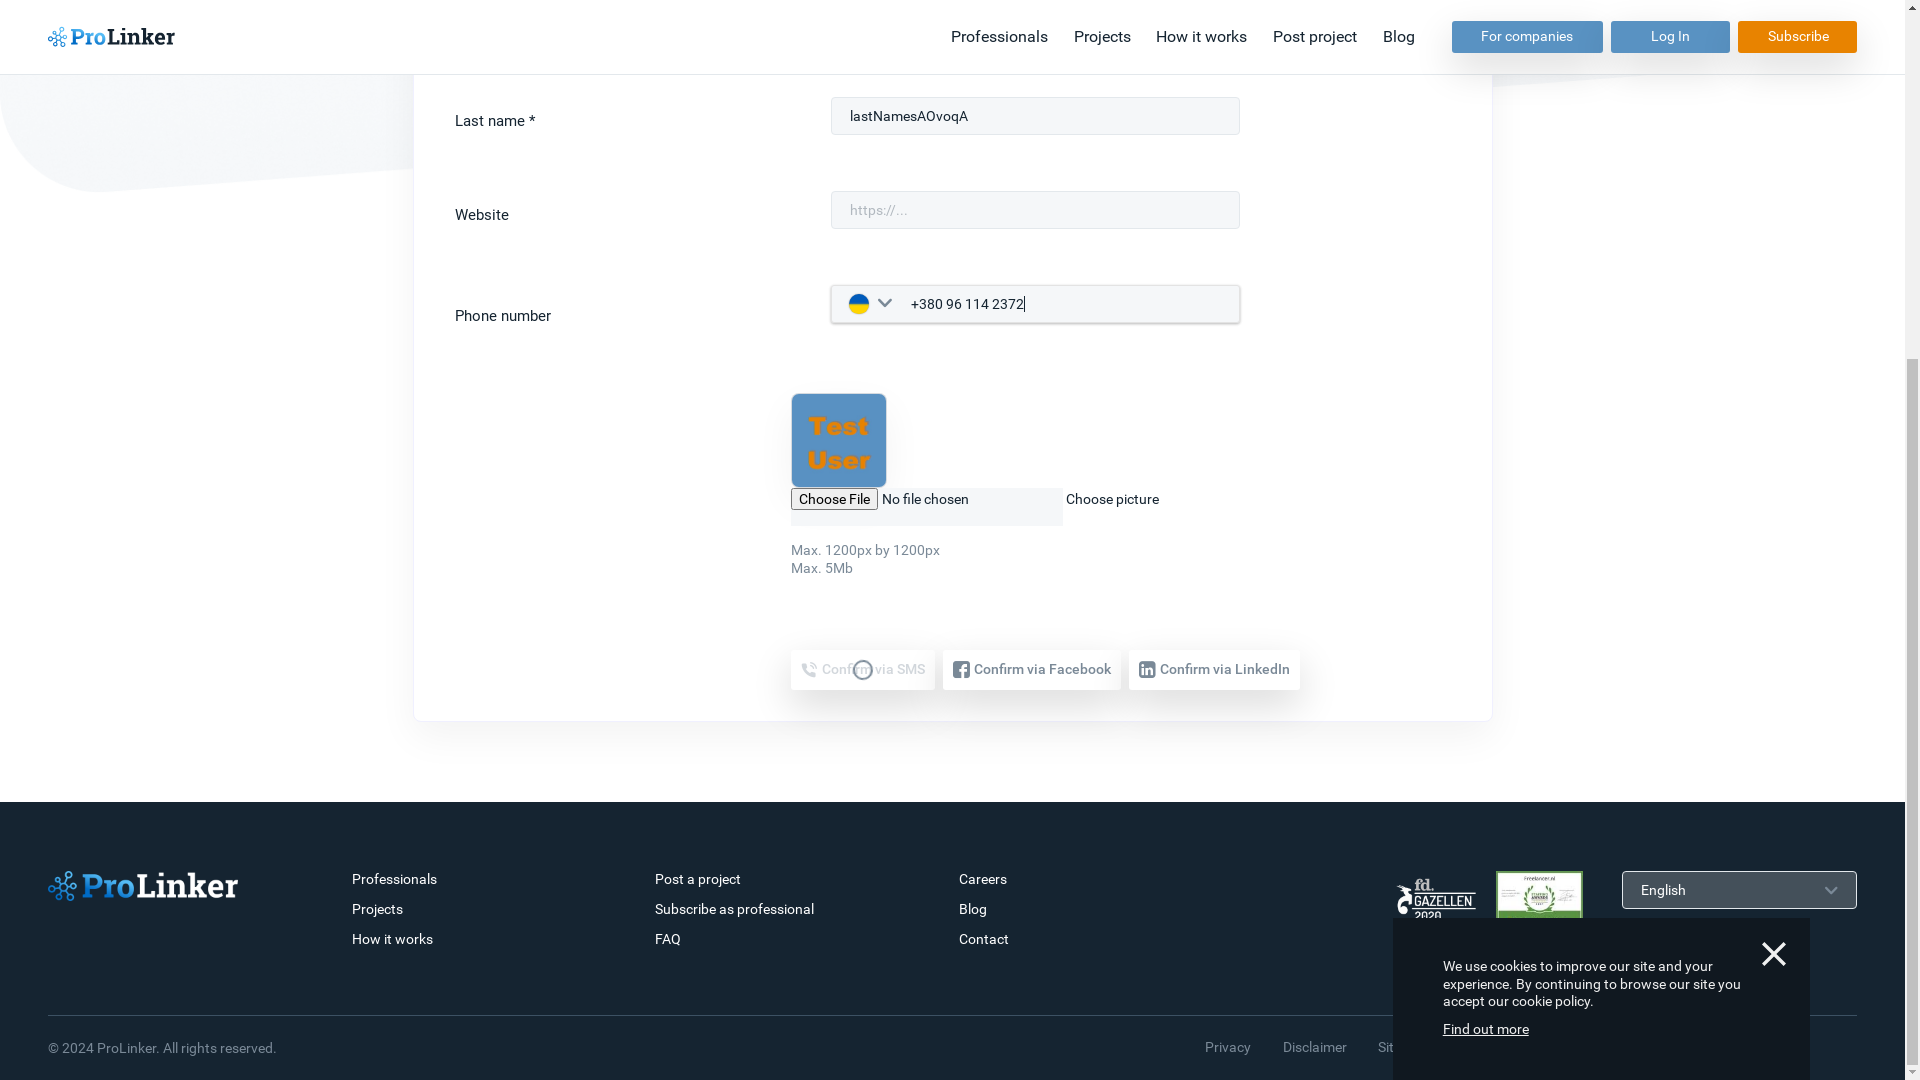 ProLinker
Professionals
Projects
How it works
Post project
Blog
For companies
Log In
Subscribe
Last name *
lastNamesAOvoqA
Website
https://...
Phone number
+380 96 114 2372
Test
User
Choose File No file chosen
Choose picture
Max. 1200px by 1200px
Max. 5Mb
Confirm via SMS
Confirm via Facebook
Confirm via LinkedIn
ProLinker
Professionals
Projects
How it works
Post a project
Subscribe as professional
FAQ
Careers
Blog
Contact
fd.
GAZELLEN
2020
Freelancer.nl
English
We use cookies to improve our site and your
experience. By continuing to browse our site you
accept our cookie policy.
Find out more
© 2024 ProLinker. All rights reserved.
Privacy
Disclaimer
Sit